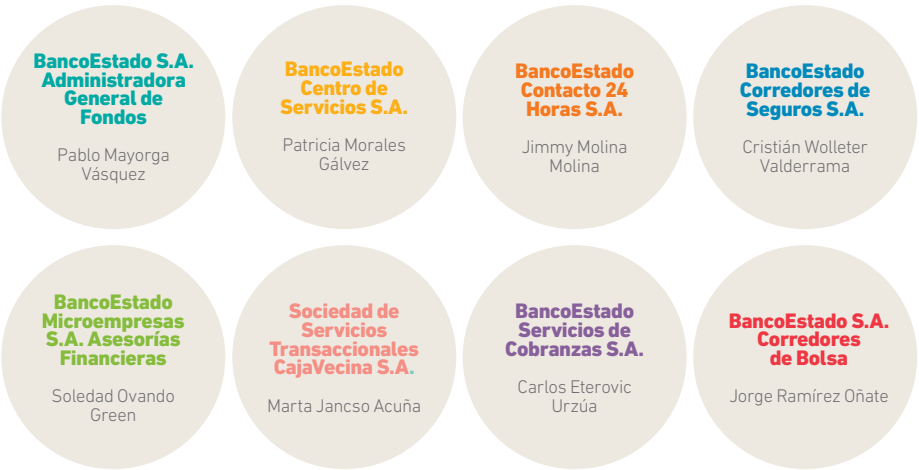 BancoEstado S.A.
Administradora
General de
Fondos
Pablo Mayorga
Vásquez
BancoEstado
Centro de
Servicios S.A.
Patricia Morales
Gálvez
BancoEstado
Contacto 24
Horas S.A.
Jimmy Molina
Molina
BancoEstado
Corredores de
Seguros S.A.
Cristián Wolleter
Valderrama
BancoEstado
Microempresas
S.A. Asesorías
Financieras
Soledad Ovando
Green
Sociedad de
Servicios
Transaccionales
CajaVecina S.A.
Marta Jancso Acuña
BancoEstado
Servicios de
Cobranzas S.A.
Carlos Eterovic
Urzúa
BancoEstado S.A.
Corredores
de Bolsa
Jorge Ramírez Oñate